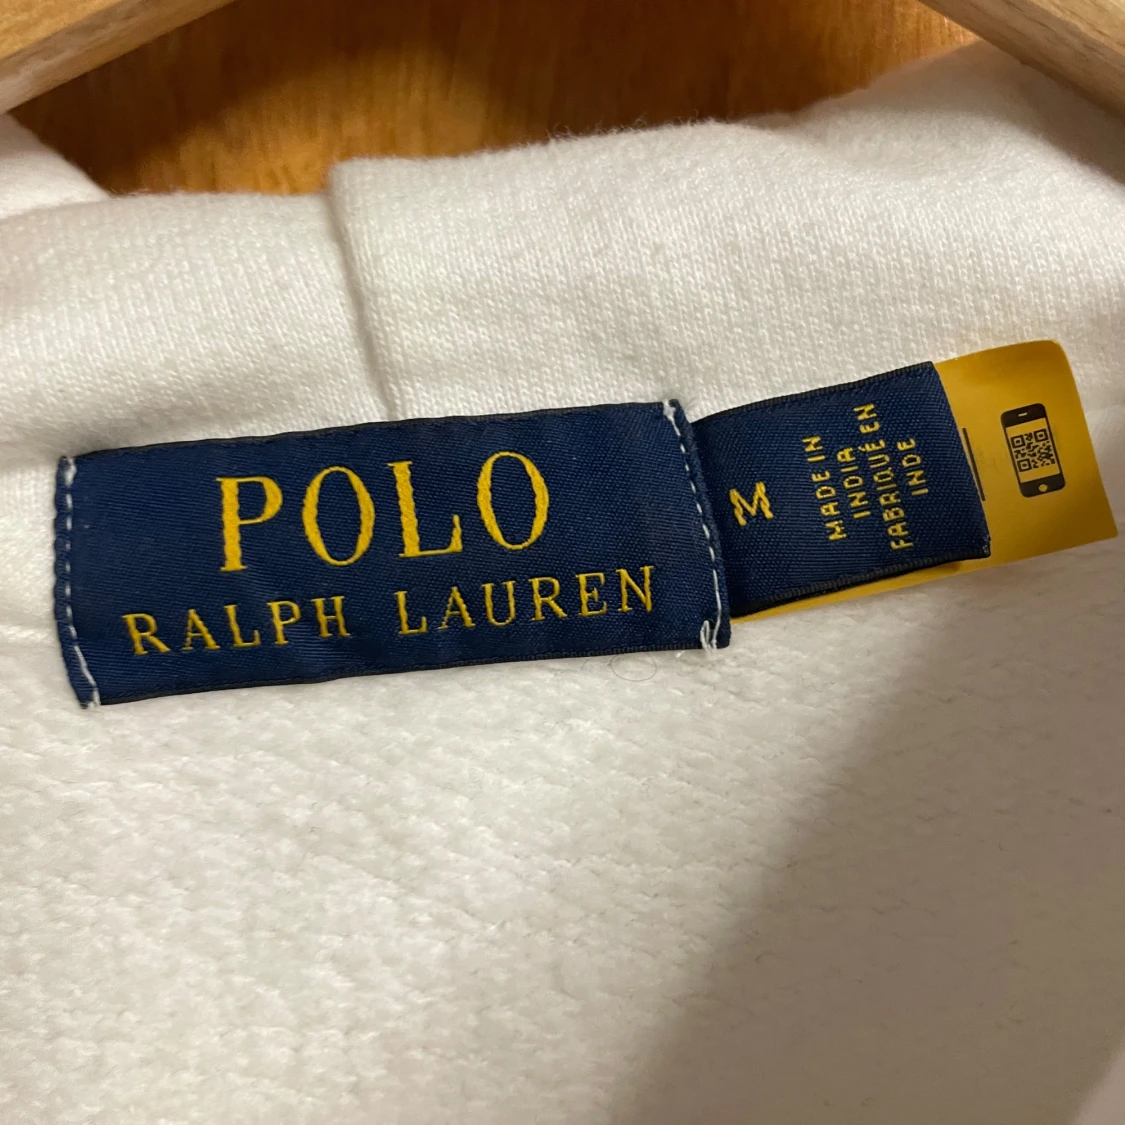 POLO
RALPH LAUREN
M
MADE IN
INDIA
FABRIQUÉ EN
INDE